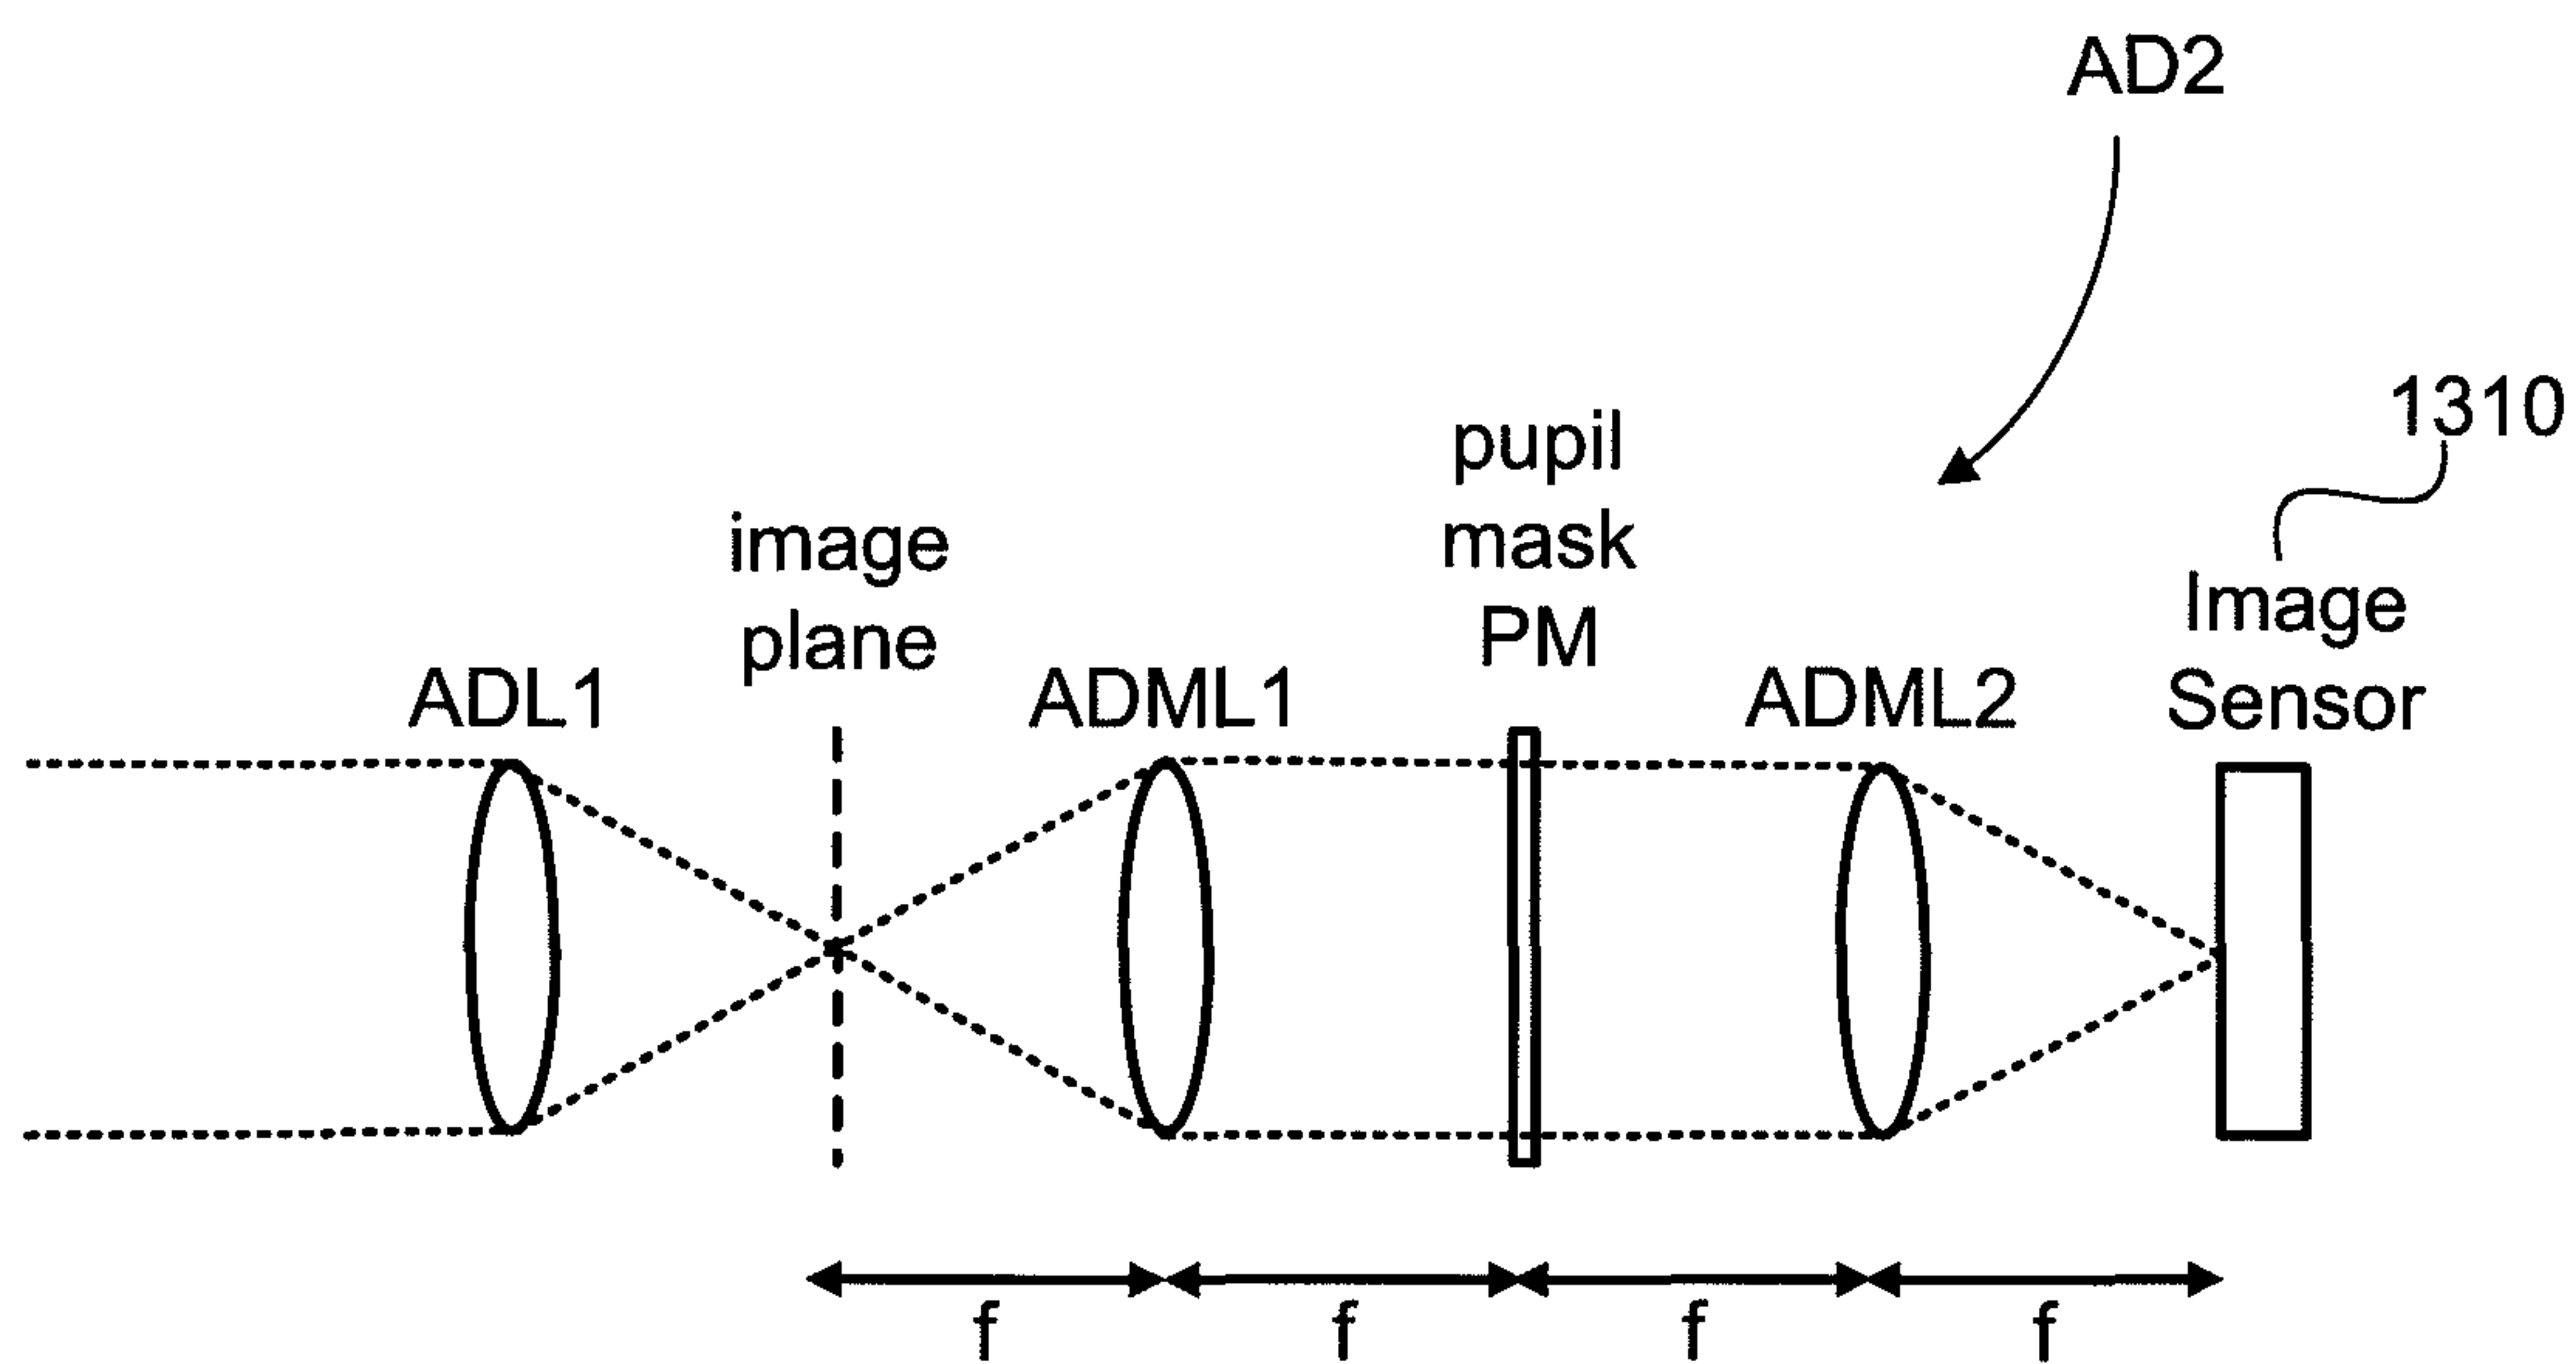 AD2
1310
pupil
mask
PM
image
plane
Image
Sensor
ADL1
ADML1
ADML2
f
f
f
f